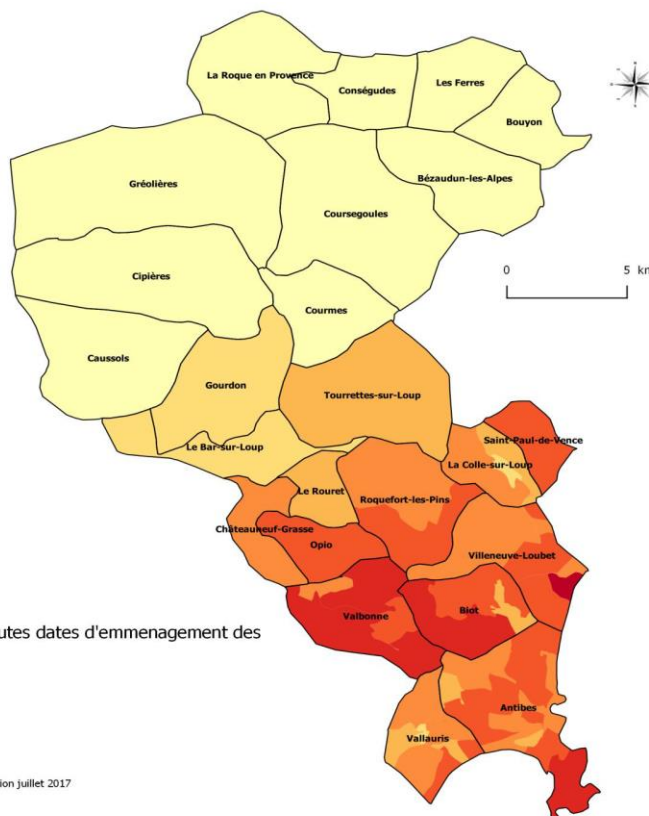 La Roque en Provence
Conségudes
Les Ferres
Bouyon
Gréolières
Bézaudun-les-Alpes
Coursegoules
Cipières
0 5 km
Courmes
Caussols
Gourdon
Tourrettes-sur-Loup
Le Bar-sur-Loup
Saint-Paul-de-Vence
La Colle-sur-Loup
Le Rouret
Roquefort-les-Pins
Châteauneuf-Grasse
Opio
Villeneuve-Loubet
Valbonne
Biot
utes dates d'emmenagement des
Antibes
Vallauris
ion juillet 2017